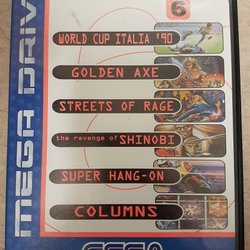 6
WORLD CUP ITALIA '90
GOLDEN AXE
STREETS OF RAGE
the revenge of SHINOBI
SUPER HANG-ON
COLUMNS
MEGA DRIVE
SEGA